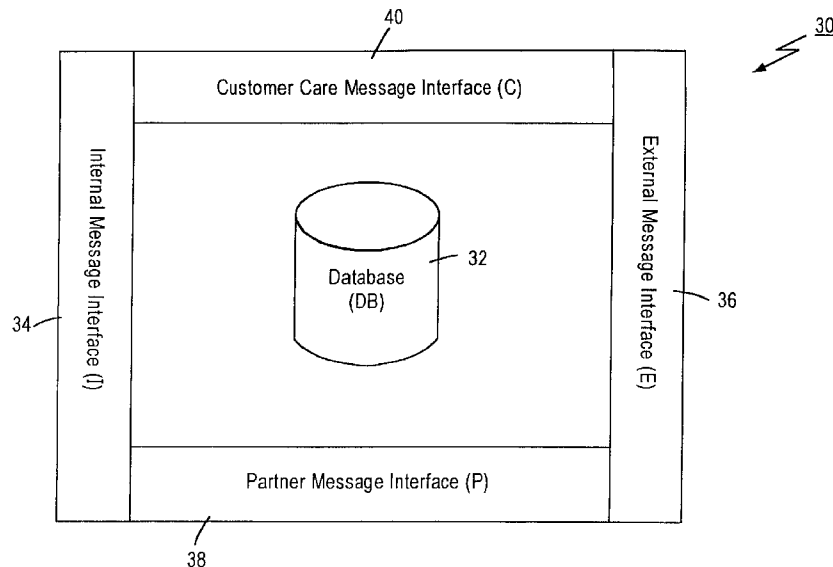 40
30
Customer Care Message Interface (C)
Internal Message Interface (I)
External Message Interface (E)
32
Database
(DB)
34
36
Partner Message Interface (P)
38